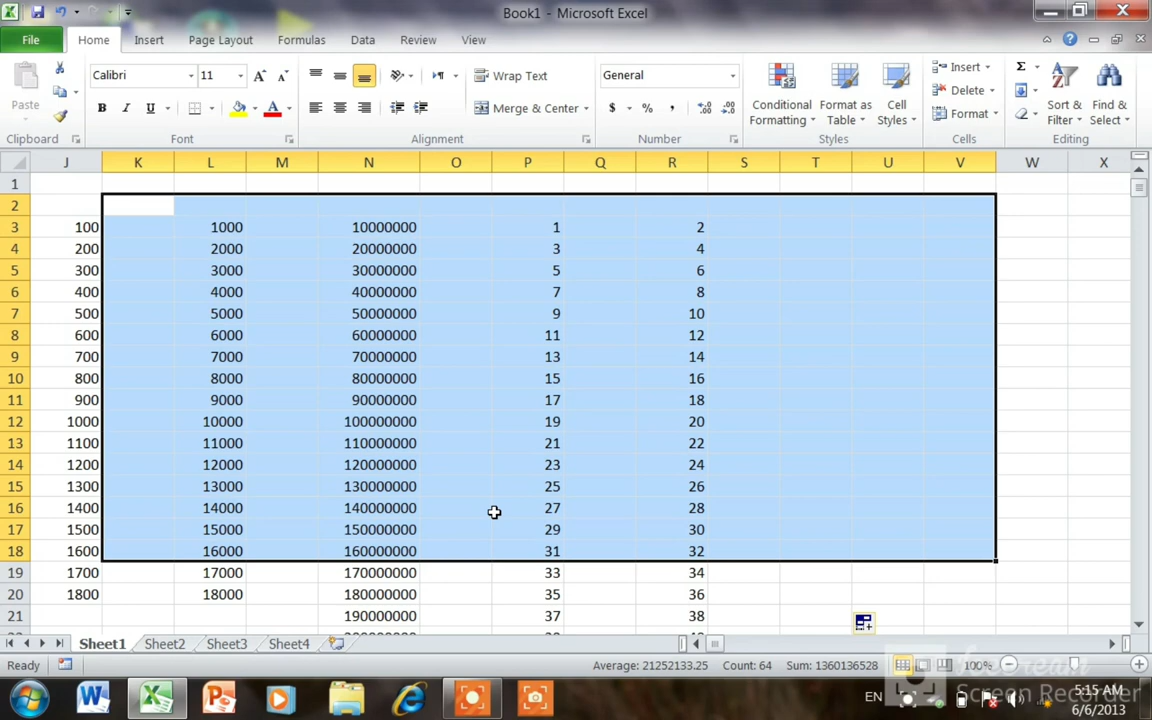 Book1 - Microsoft Excel
File Home Insert Page Layout Formulas Data Review View
Paste
Calibri 11 A A
B I U A
Wrap Text
Merge & Center
General
$ % ,
Conditional Formatting
Format as Table
Cell Styles
Insert
Delete
Format
Σ
Sort & Filter
Find & Select
Clipboard Font Alignment Number Styles Cells Editing
J K L M N O P Q R S T U V W X
1
2
3 100 1000 10000000 1 2
4 200 2000 20000000 3 4
5 300 3000 30000000 5 6
6 400 4000 40000000 7 8
7 500 5000 50000000 9 10
8 600 6000 60000000 11 12
9 700 7000 70000000 13 14
10 800 8000 80000000 15 16
11 900 9000 90000000 17 18
12 1000 10000 100000000 19 20
13 1100 11000 110000000 21 22
14 1200 12000 120000000 23 24
15 1300 13000 130000000 25 26
16 1400 14000 140000000 27 28
17 1500 15000 150000000 29 30
18 1600 16000 160000000 31 32
19 1700 17000 170000000 33 34
20 1800 18000 180000000 35 36
21 190000000 37 38
Sheet1 Sheet2 Sheet3 Sheet4
Ready Average: 21252133.25 Count: 64 Sum: 1360136528 100%
Icecream
Screen Recorder
EN 5:15 AM
6/6/2013